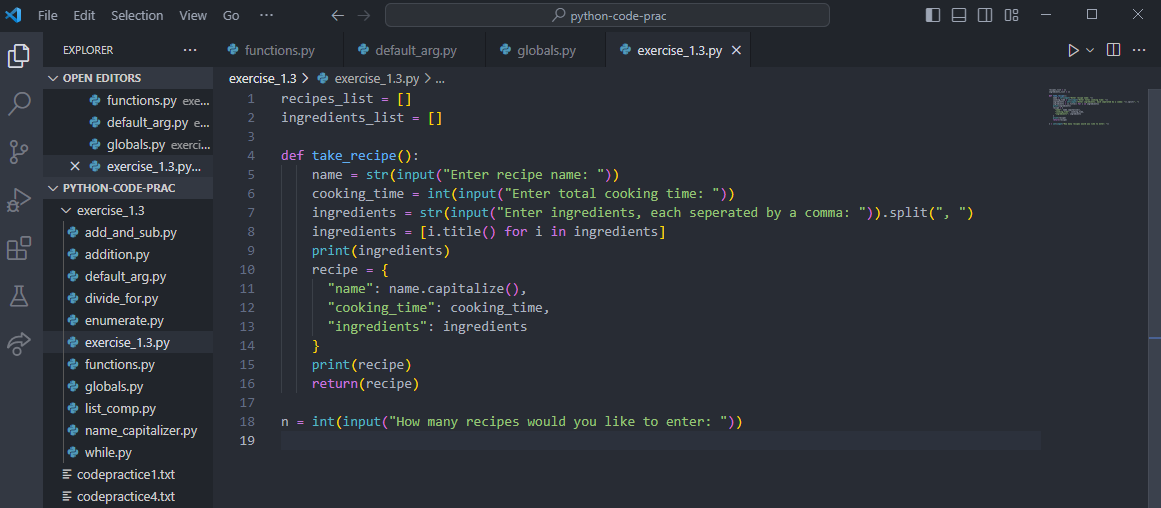 File Edit Selection View Go ··· python-code-prac
EXPLORER ···
functions.py default_arg.py globals.py exercise_1.3.py
OPEN EDITORS
functions.py exe...
default_arg.py e...
globals.py exerci...
exercise_1.3.py...
PYTHON-CODE-PRAC
exercise_1.3
add_and_sub.py
addition.py
default_arg.py
divide_for.py
enumerate.py
exercise_1.3.py
functions.py
globals.py
list_comp.py
name_capitalizer.py
while.py
codepractice1.txt
codepractice4.txt
exercise_1.3 > exercise_1.3.py > ...
1 recipes_list = []
2 ingredients_list = []
3
4 def take_recipe():
5 name = str(input("Enter recipe name: "))
6 cooking_time = int(input("Enter total cooking time: "))
7 ingredients = str(input("Enter ingredients, each seperated by a comma: ")).split(", ")
8 ingredients = [i.title() for i in ingredients]
9 print(ingredients)
10 recipe = {
11 "name": name.capitalize(),
12 "cooking_time": cooking_time,
13 "ingredients": ingredients
14 }
15 print(recipe)
16 return(recipe)
17
18 n = int(input("How many recipes would you like to enter: "))
19